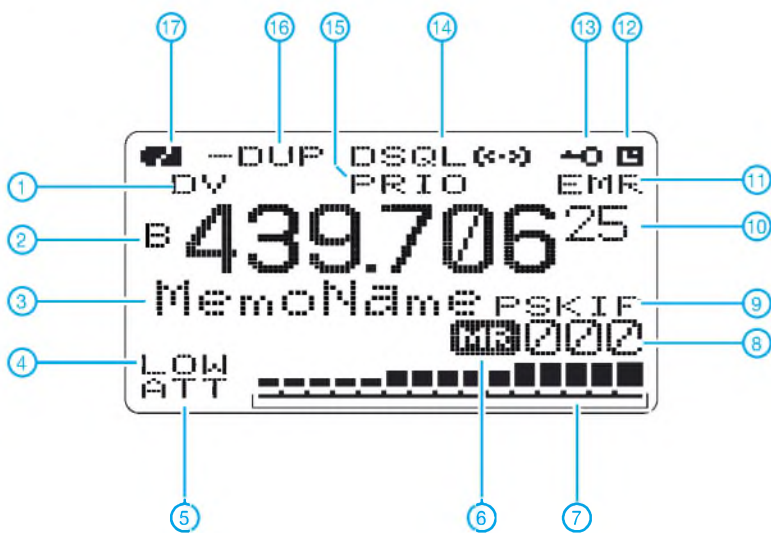 17 16 15 14 13 12
-DUP DSQL
1 DV PRIO EMR 11
2 B 439.706 25 10
3 MemoName PSKIF 9
MR 000 8
4 LOW
ATT
5 6 7